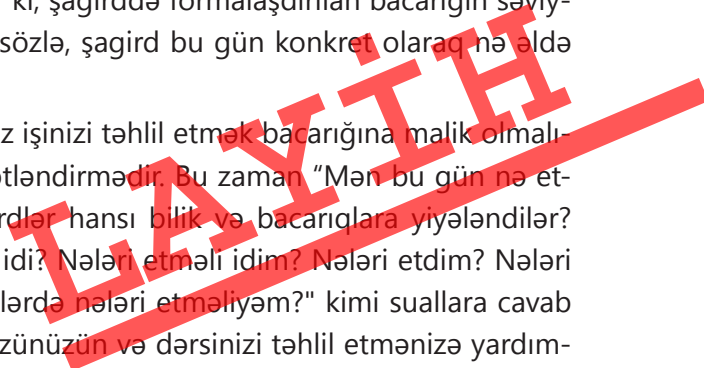 ki, şagirddə formalaşdırılan bacarığın səviy-
sözlə, şagird bu gün konkret olaraq nə əldə
z işinizi təhlil etmək bacarığına malik olmalı-
tləndirmədir. Bu zaman “Mən bu gün nə et-
rdlər hansı bilik və bacarıqlara yiyələndilər?
idi? Nələri etməli idim? Nələri etdim? Nələri
lərdə nələri etməliyəm?" kimi suallara cavab
zünüzün və dərsinizi təhlil etmənizə yardım-
LAYİH